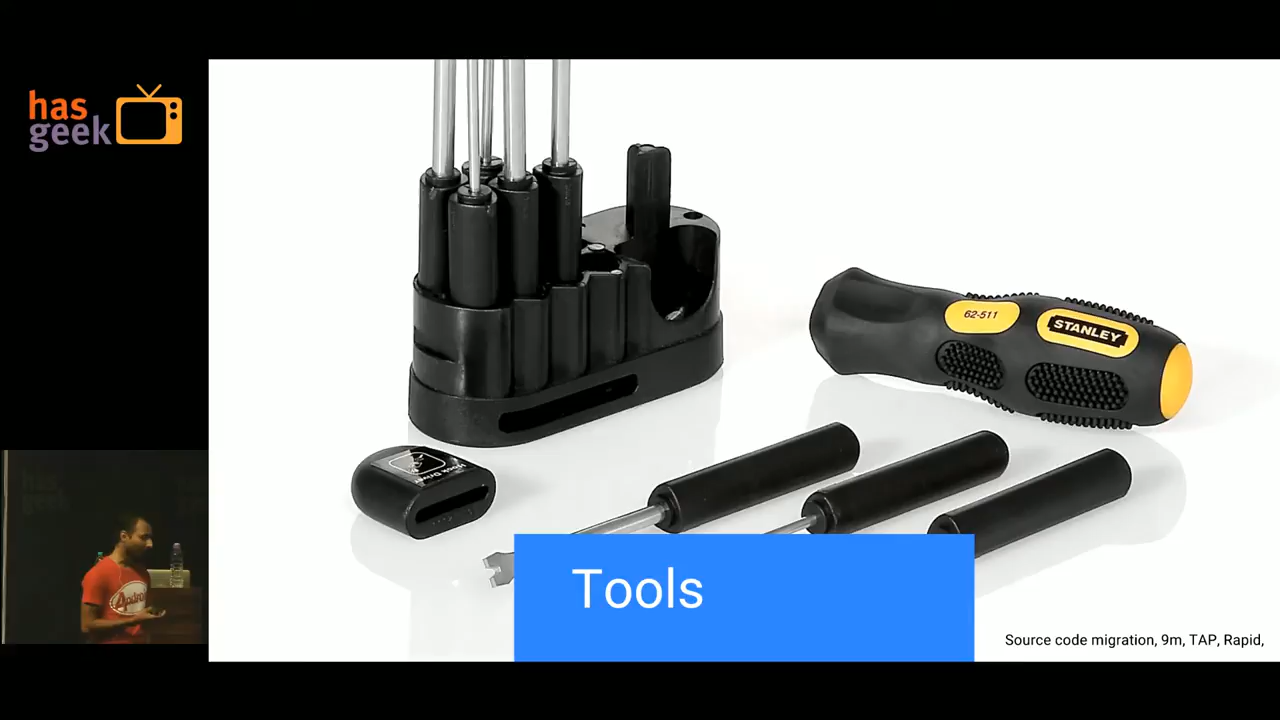 has
geek
62-511
STANLEY
Tools
Source code migration, 9m, TAP, Rapid,